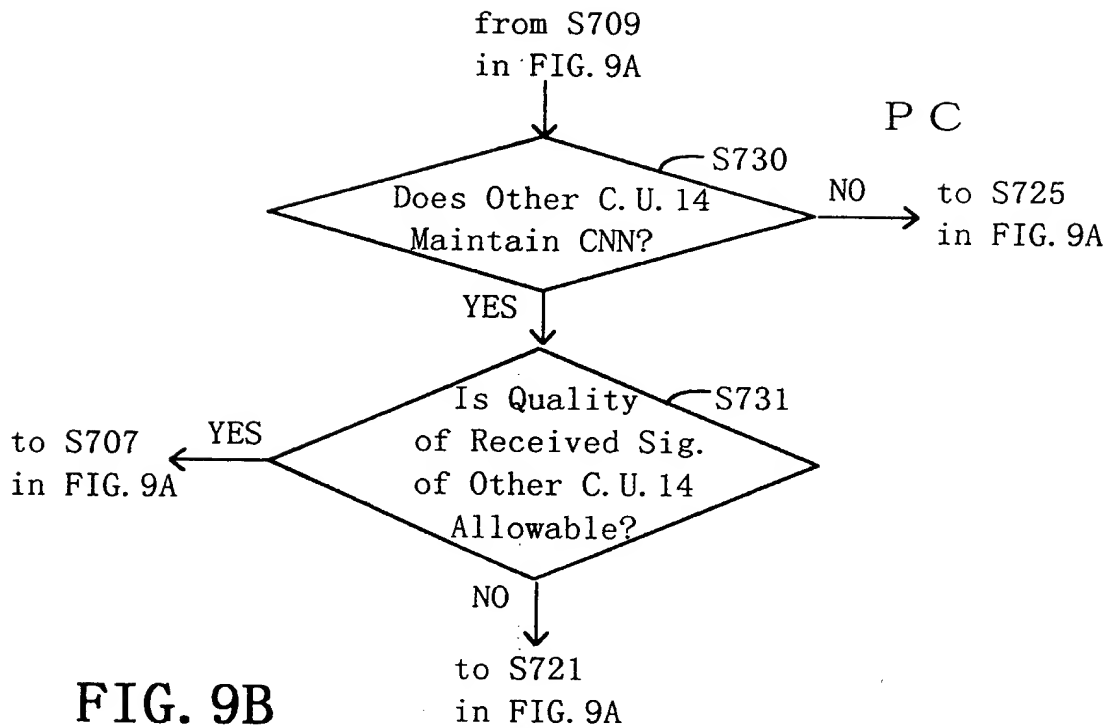 from S709
in FIG. 9A
P C
S730
Does Other C. U. 14
Maintain CNN?
NO
to S725
in FIG. 9A
YES
S731
Is Quality
of Received Sig.
of Other C. U. 14
Allowable?
YES
to S707
in FIG. 9A
NO
to S721
in FIG. 9A
FIG. 9B